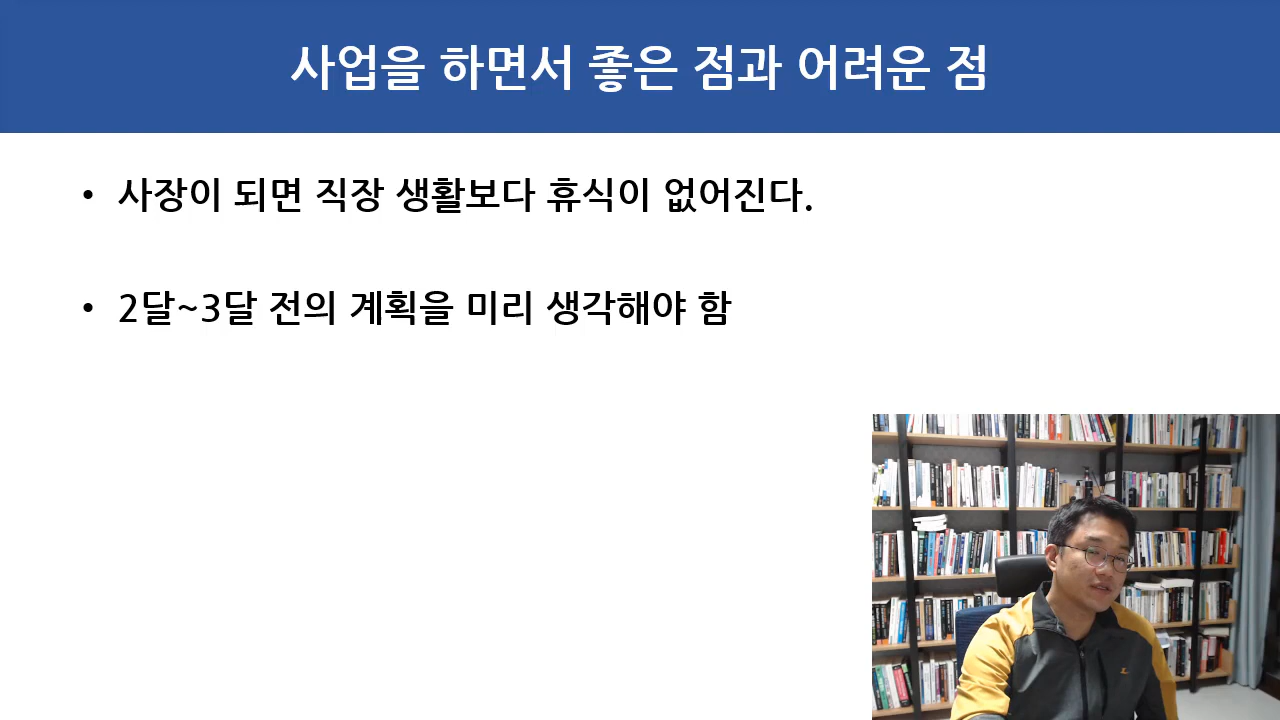 사업을 하면서 좋은 점과 어려운 점
• 사장이 되면 직장 생활보다 휴식이 없어진다.
• 2달~3달 전의 계획을 미리 생각해야 함